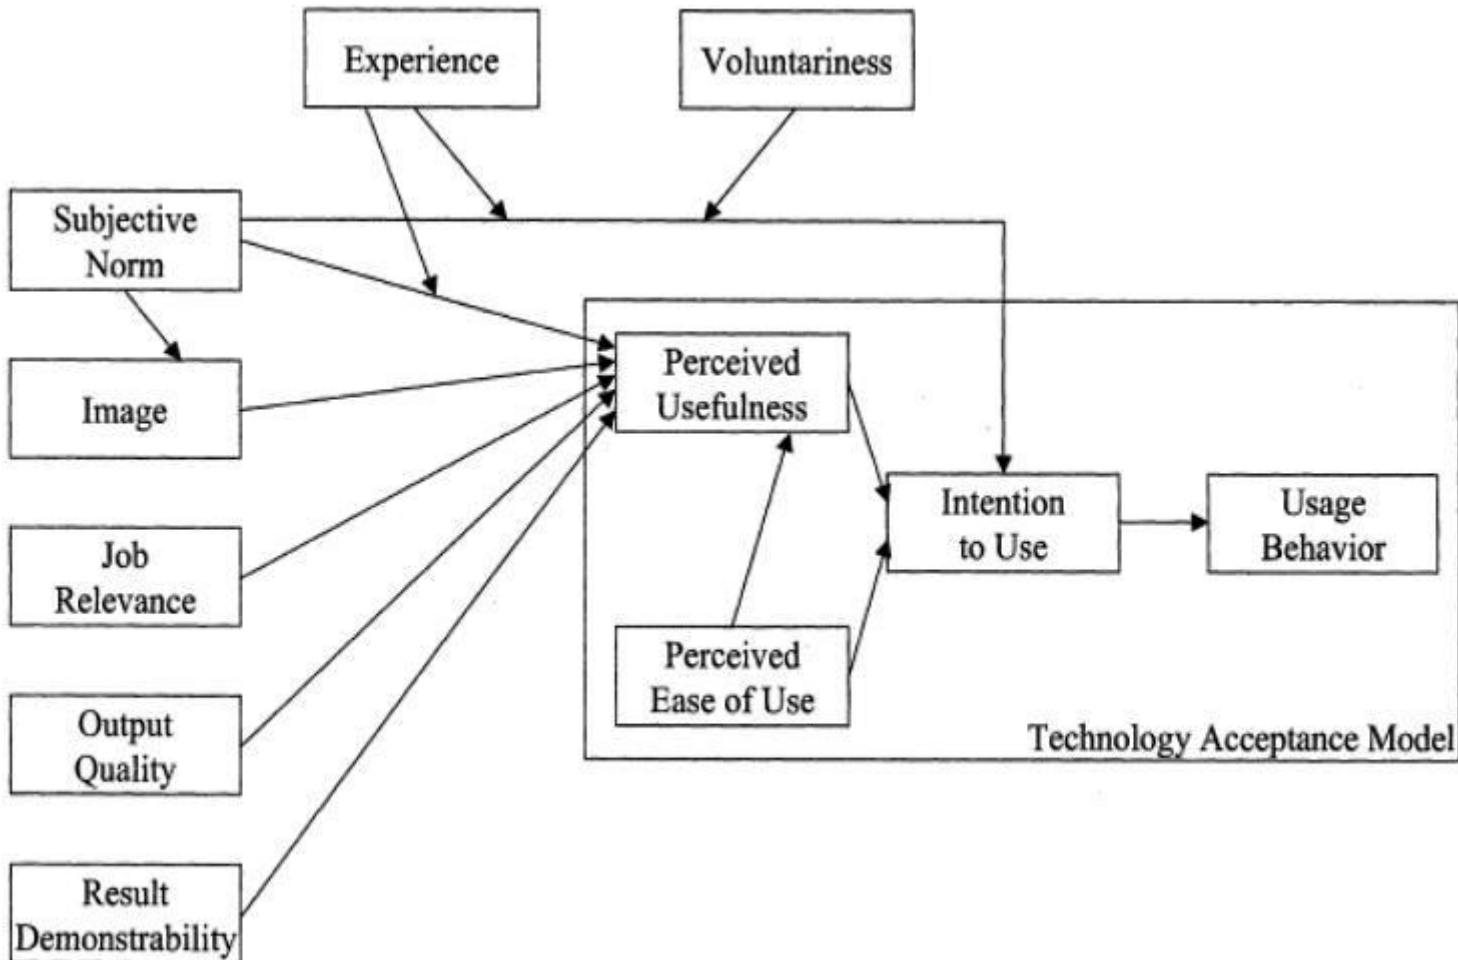 Experience
Voluntariness
Subjective
Norm
Image
Job
Relevance
Output
Quality
Result
Demonstrability
Perceived
Usefulness
Perceived
Ease of Use
Intention
to Use
Usage
Behavior
Technology Acceptance Model